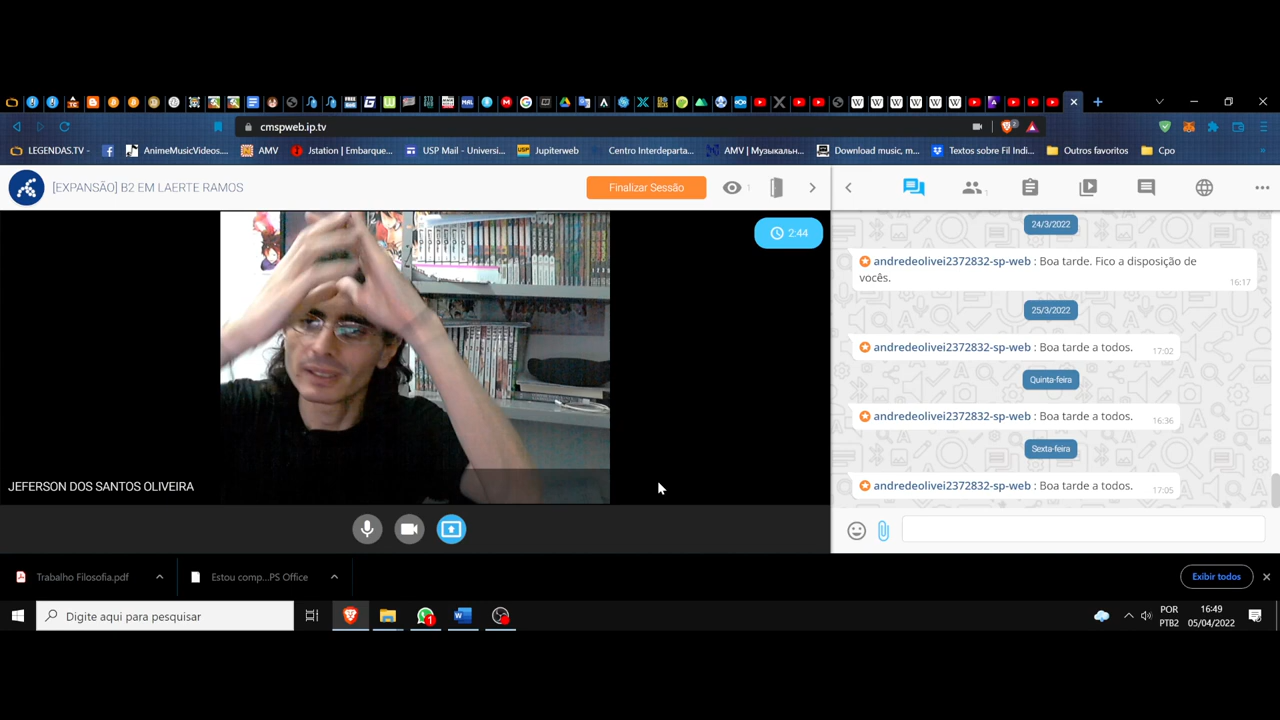 cmspweb.ip.tv
2
LEGENDAS.TV -
AnimeMusicVideos...
AMV
Jstation | Embarque...
USP Mail - Universi...
Jupiterweb
Centro Interdeparta...
AMV | Музыкальн...
Download music, m...
Textos sobre Fil Indi...
Outros favoritos
Cpo
[EXPANSÃO] B2 EM LAERTE RAMOS
Finalizar Sessão
1
1
2:44
JEFERSON DOS SANTOS OLIVEIRA
24/3/2022
andredeolivei2372832-sp-web : Boa tarde. Fico a disposição de
vocês.
16:17
25/3/2022
andredeolivei2372832-sp-web : Boa tarde a todos.
17:02
Quinta-feira
andredeolivei2372832-sp-web : Boa tarde a todos.
16:36
Sexta-feira
andredeolivei2372832-sp-web : Boa tarde a todos.
17:05
Trabalho Filosofia.pdf
Estou comp...PS Office
Exibir todos
Digite aqui para pesquisar
1
POR
PTB2
16:49
05/04/2022